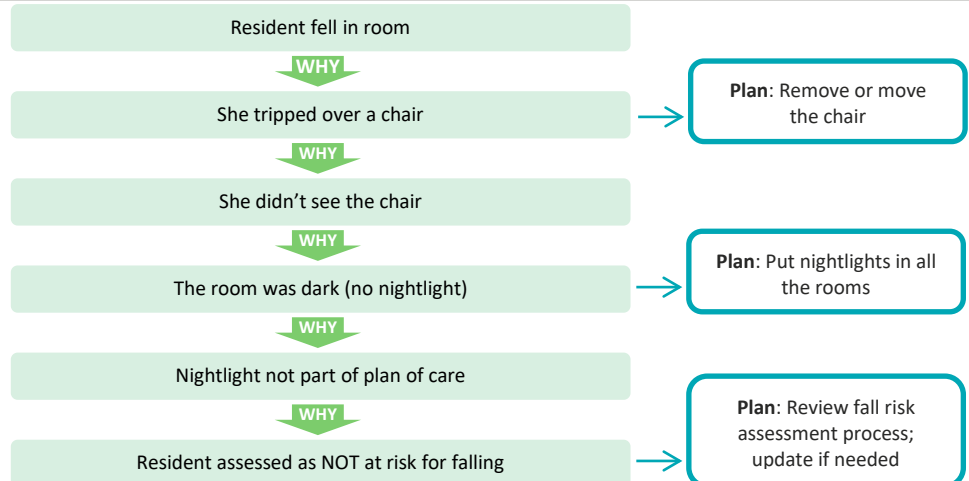 Resident fell in room
WHY
She tripped over a chair
Plan: Remove or move
the chair
WHY
She didn’t see the chair
WHY
The room was dark (no nightlight)
Plan: Put nightlights in all
the rooms
WHY
Nightlight not part of plan of care
WHY
Resident assessed as NOT at risk for falling
Plan: Review fall risk
assessment process;
update if needed